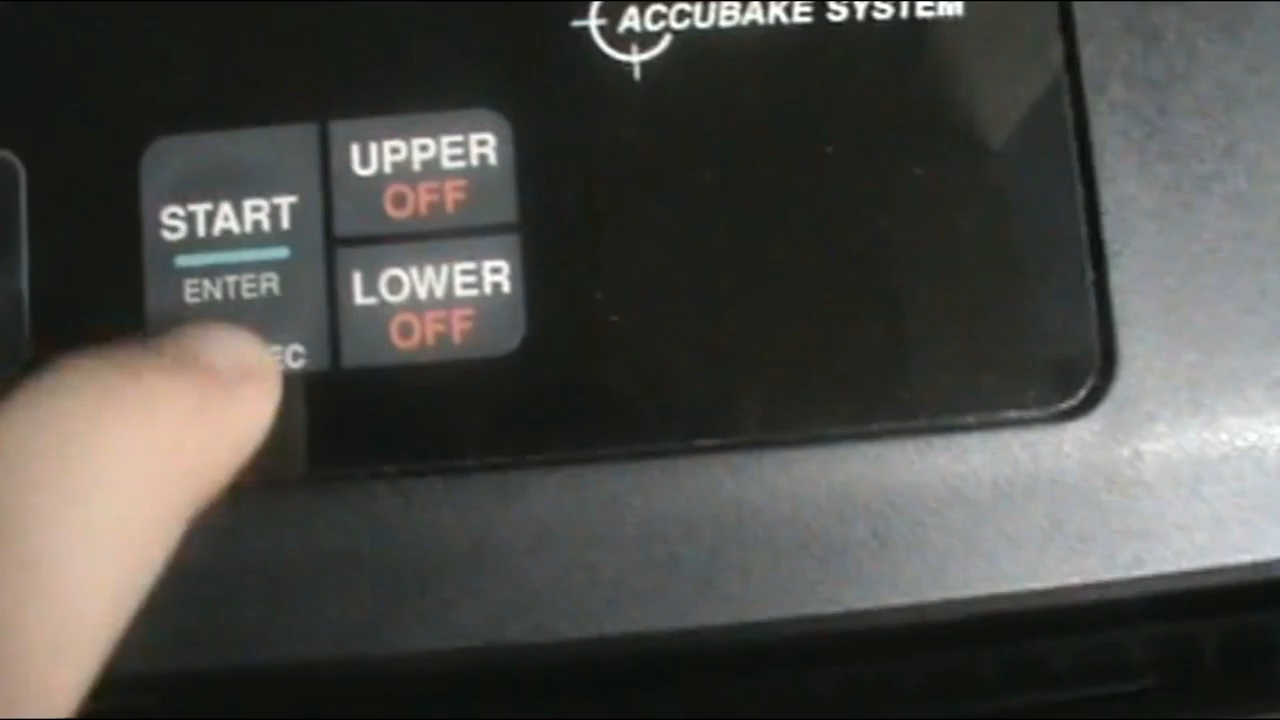 ACCUBAKE SYSTEM
START
ENTER
UPPER
OFF
LOWER
OFF